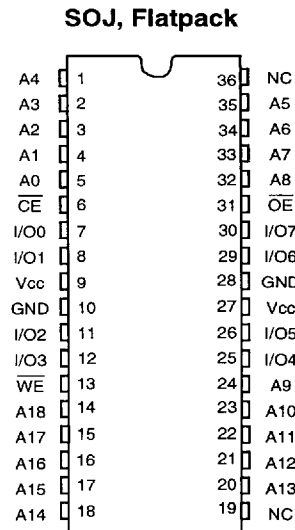 SOJ, Flatpack
A4 1 36 NC
A3 2 35 A5
A2 3 34 A6
A1 4 33 A7
A0 5 32 A8
C̅E̅ 6 31 O̅E̅
I/O0 7 30 I/O7
I/O1 8 29 I/O6
Vcc 9 28 GND
GND 10 27 Vcc
I/O2 11 26 I/O5
I/O3 12 25 I/O4
W̅E̅ 13 24 A9
A18 14 23 A10
A17 15 22 A11
A16 16 21 A12
A15 17 20 A13
A14 18 19 NC